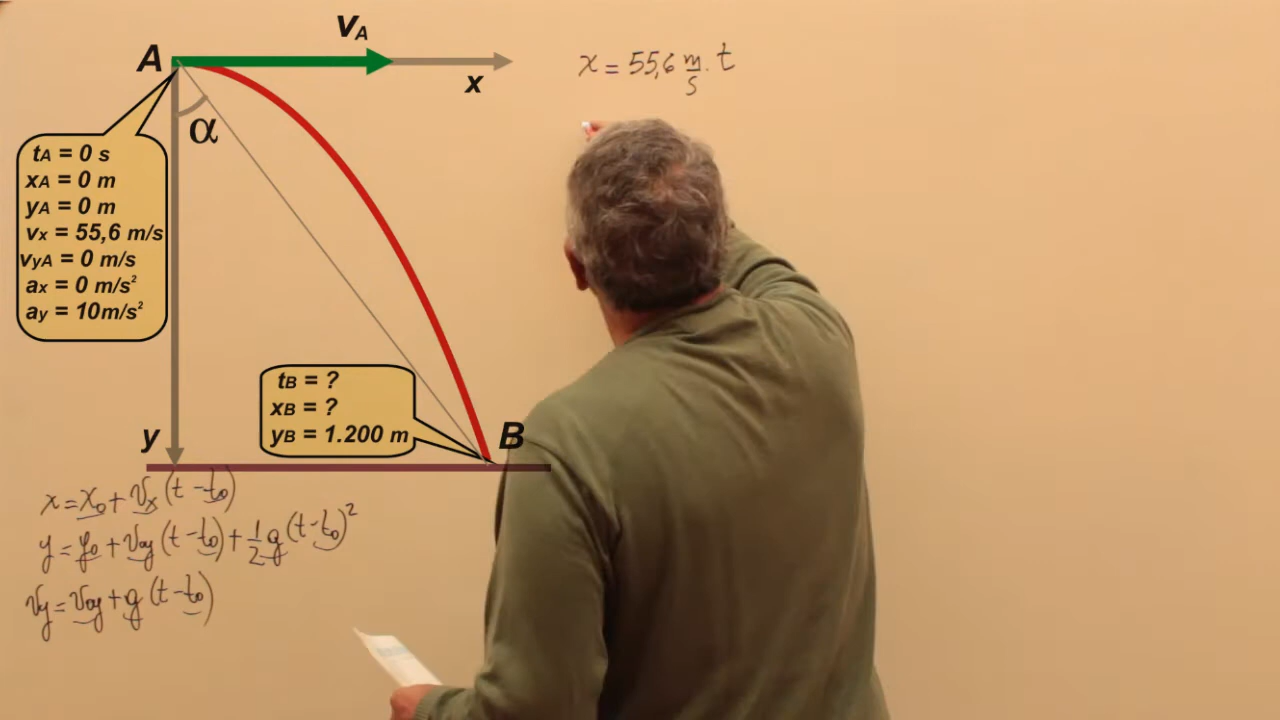 vA
A
x
α
tA = 0 s
xA = 0 m
yA = 0 m
vx = 55,6 m/s
vyA = 0 m/s
ax = 0 m/s²
ay = 10m/s²
tB = ?
xB = ?
yB = 1.200 m
B
y
x = x₀ + vx (t - t₀)
y = y₀ + v₀y (t - t₀) + 1/2 g (t - t₀)²
vy = v₀y + g (t - t₀)
x = 55,6 m/s . t